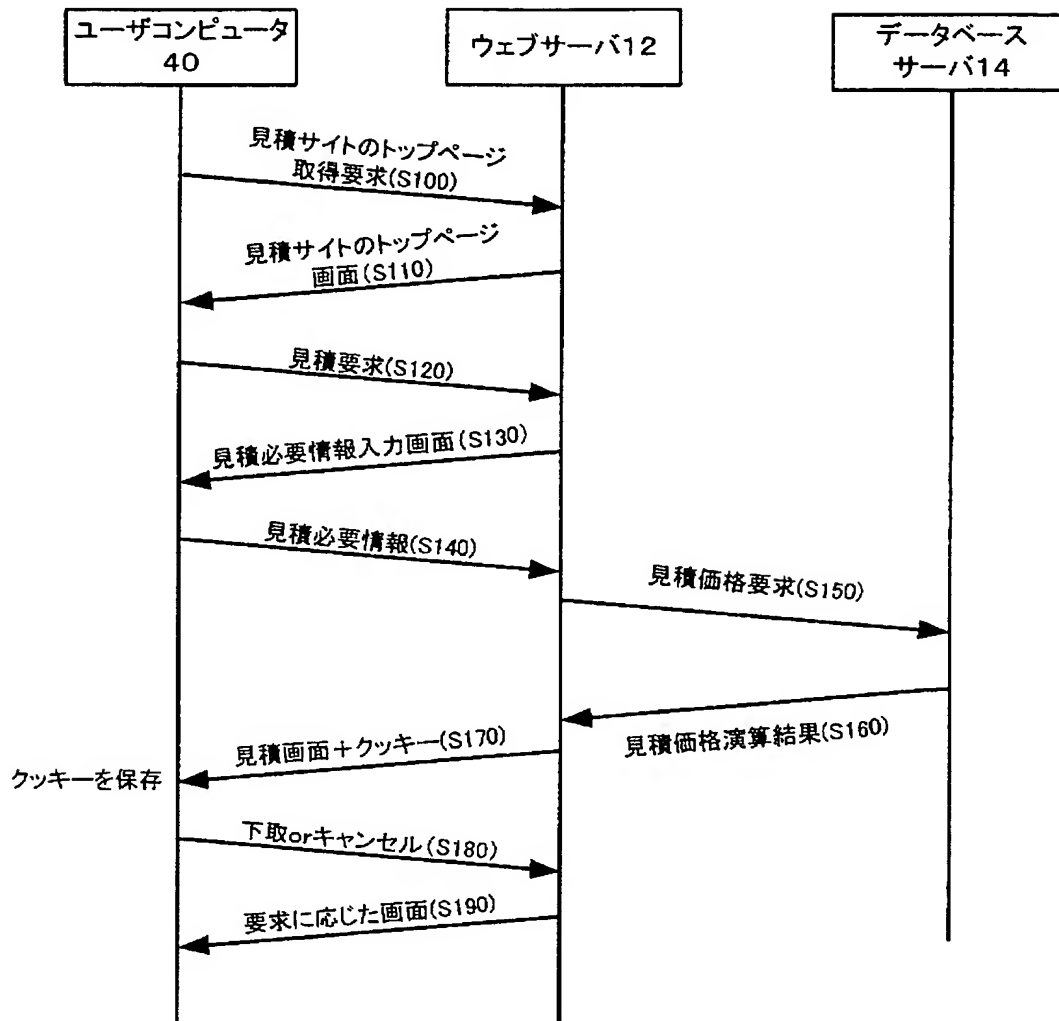 ユーザコンピュータ
40
ウェブサーバ12
データベース
サーバ14
見積サイトのトップページ
取得要求(S100)
見積サイトのトップページ
画面(S110)
見積要求(S120)
見積必要情報入力画面(S130)
見積必要情報(S140)
見積価格要求(S150)
見積価格演算結果(S160)
見積画面+クッキー(S170)
クッキーを保存
下取orキャンセル(S180)
要求に応じた画面(S190)